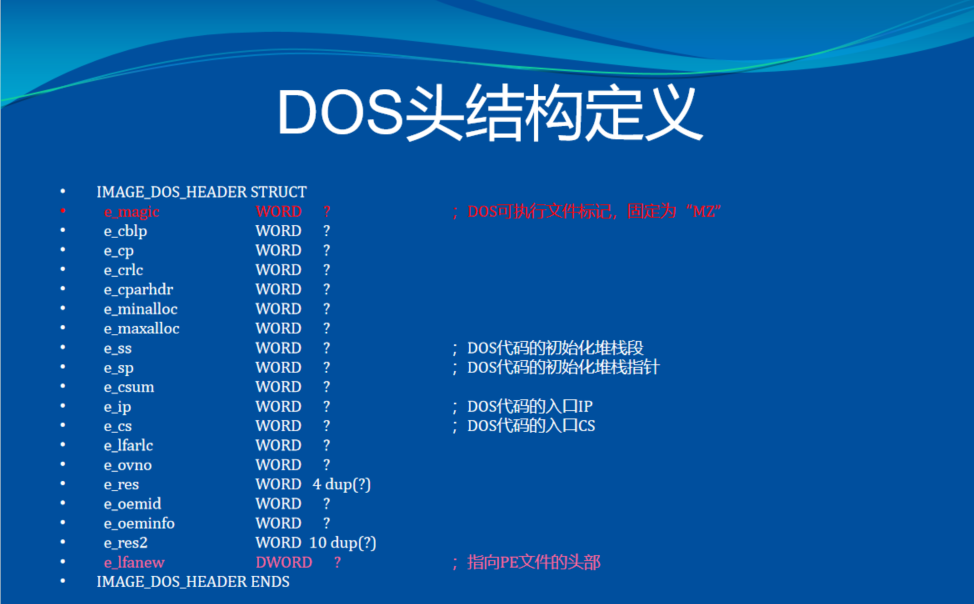 DOS头结构定义
• IMAGE_DOS_HEADER STRUCT
• e_magic WORD ? ；DOS可执行文件标记，固定为“MZ”
• e_cblp WORD ?
• e_cp WORD ?
• e_crlc WORD ?
• e_cparhdr WORD ?
• e_minalloc WORD ?
• e_maxalloc WORD ?
• e_ss WORD ? ；DOS代码的初始化堆栈段
• e_sp WORD ? ；DOS代码的初始化堆栈指针
• e_csum WORD ?
• e_ip WORD ? ；DOS代码的入口IP
• e_cs WORD ? ；DOS代码的入口CS
• e_lfarlc WORD ?
• e_ovno WORD ?
• e_res WORD 4 dup(?)
• e_oemid WORD ?
• e_oeminfo WORD ?
• e_res2 WORD 10 dup(?)
• e_lfanew DWORD ? ；指向PE文件的头部
• IMAGE_DOS_HEADER ENDS